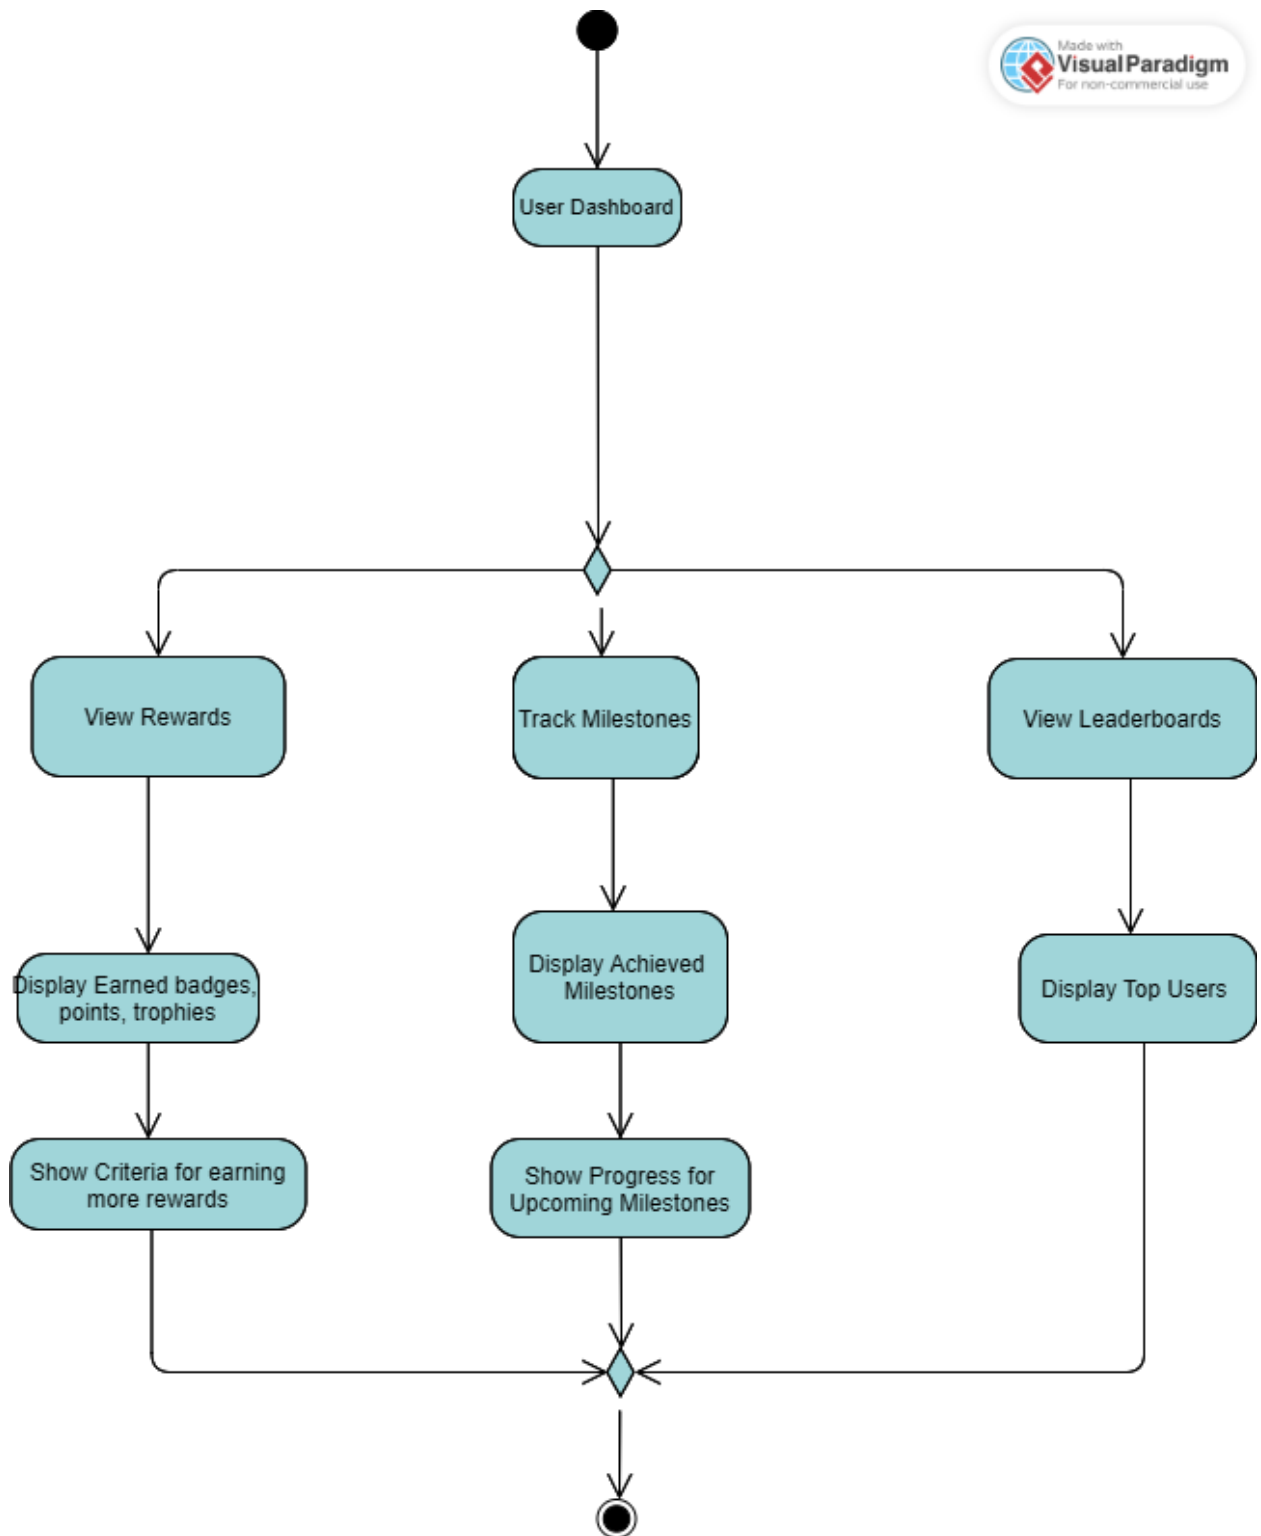 Made with
Visual Paradigm
For non-commercial use
User Dashboard
View Rewards
Track Milestones
View Leaderboards
Display Earned badges,
points, trophies
Display Achieved
Milestones
Display Top Users
Show Criteria for earning
more rewards
Show Progress for
Upcoming Milestones